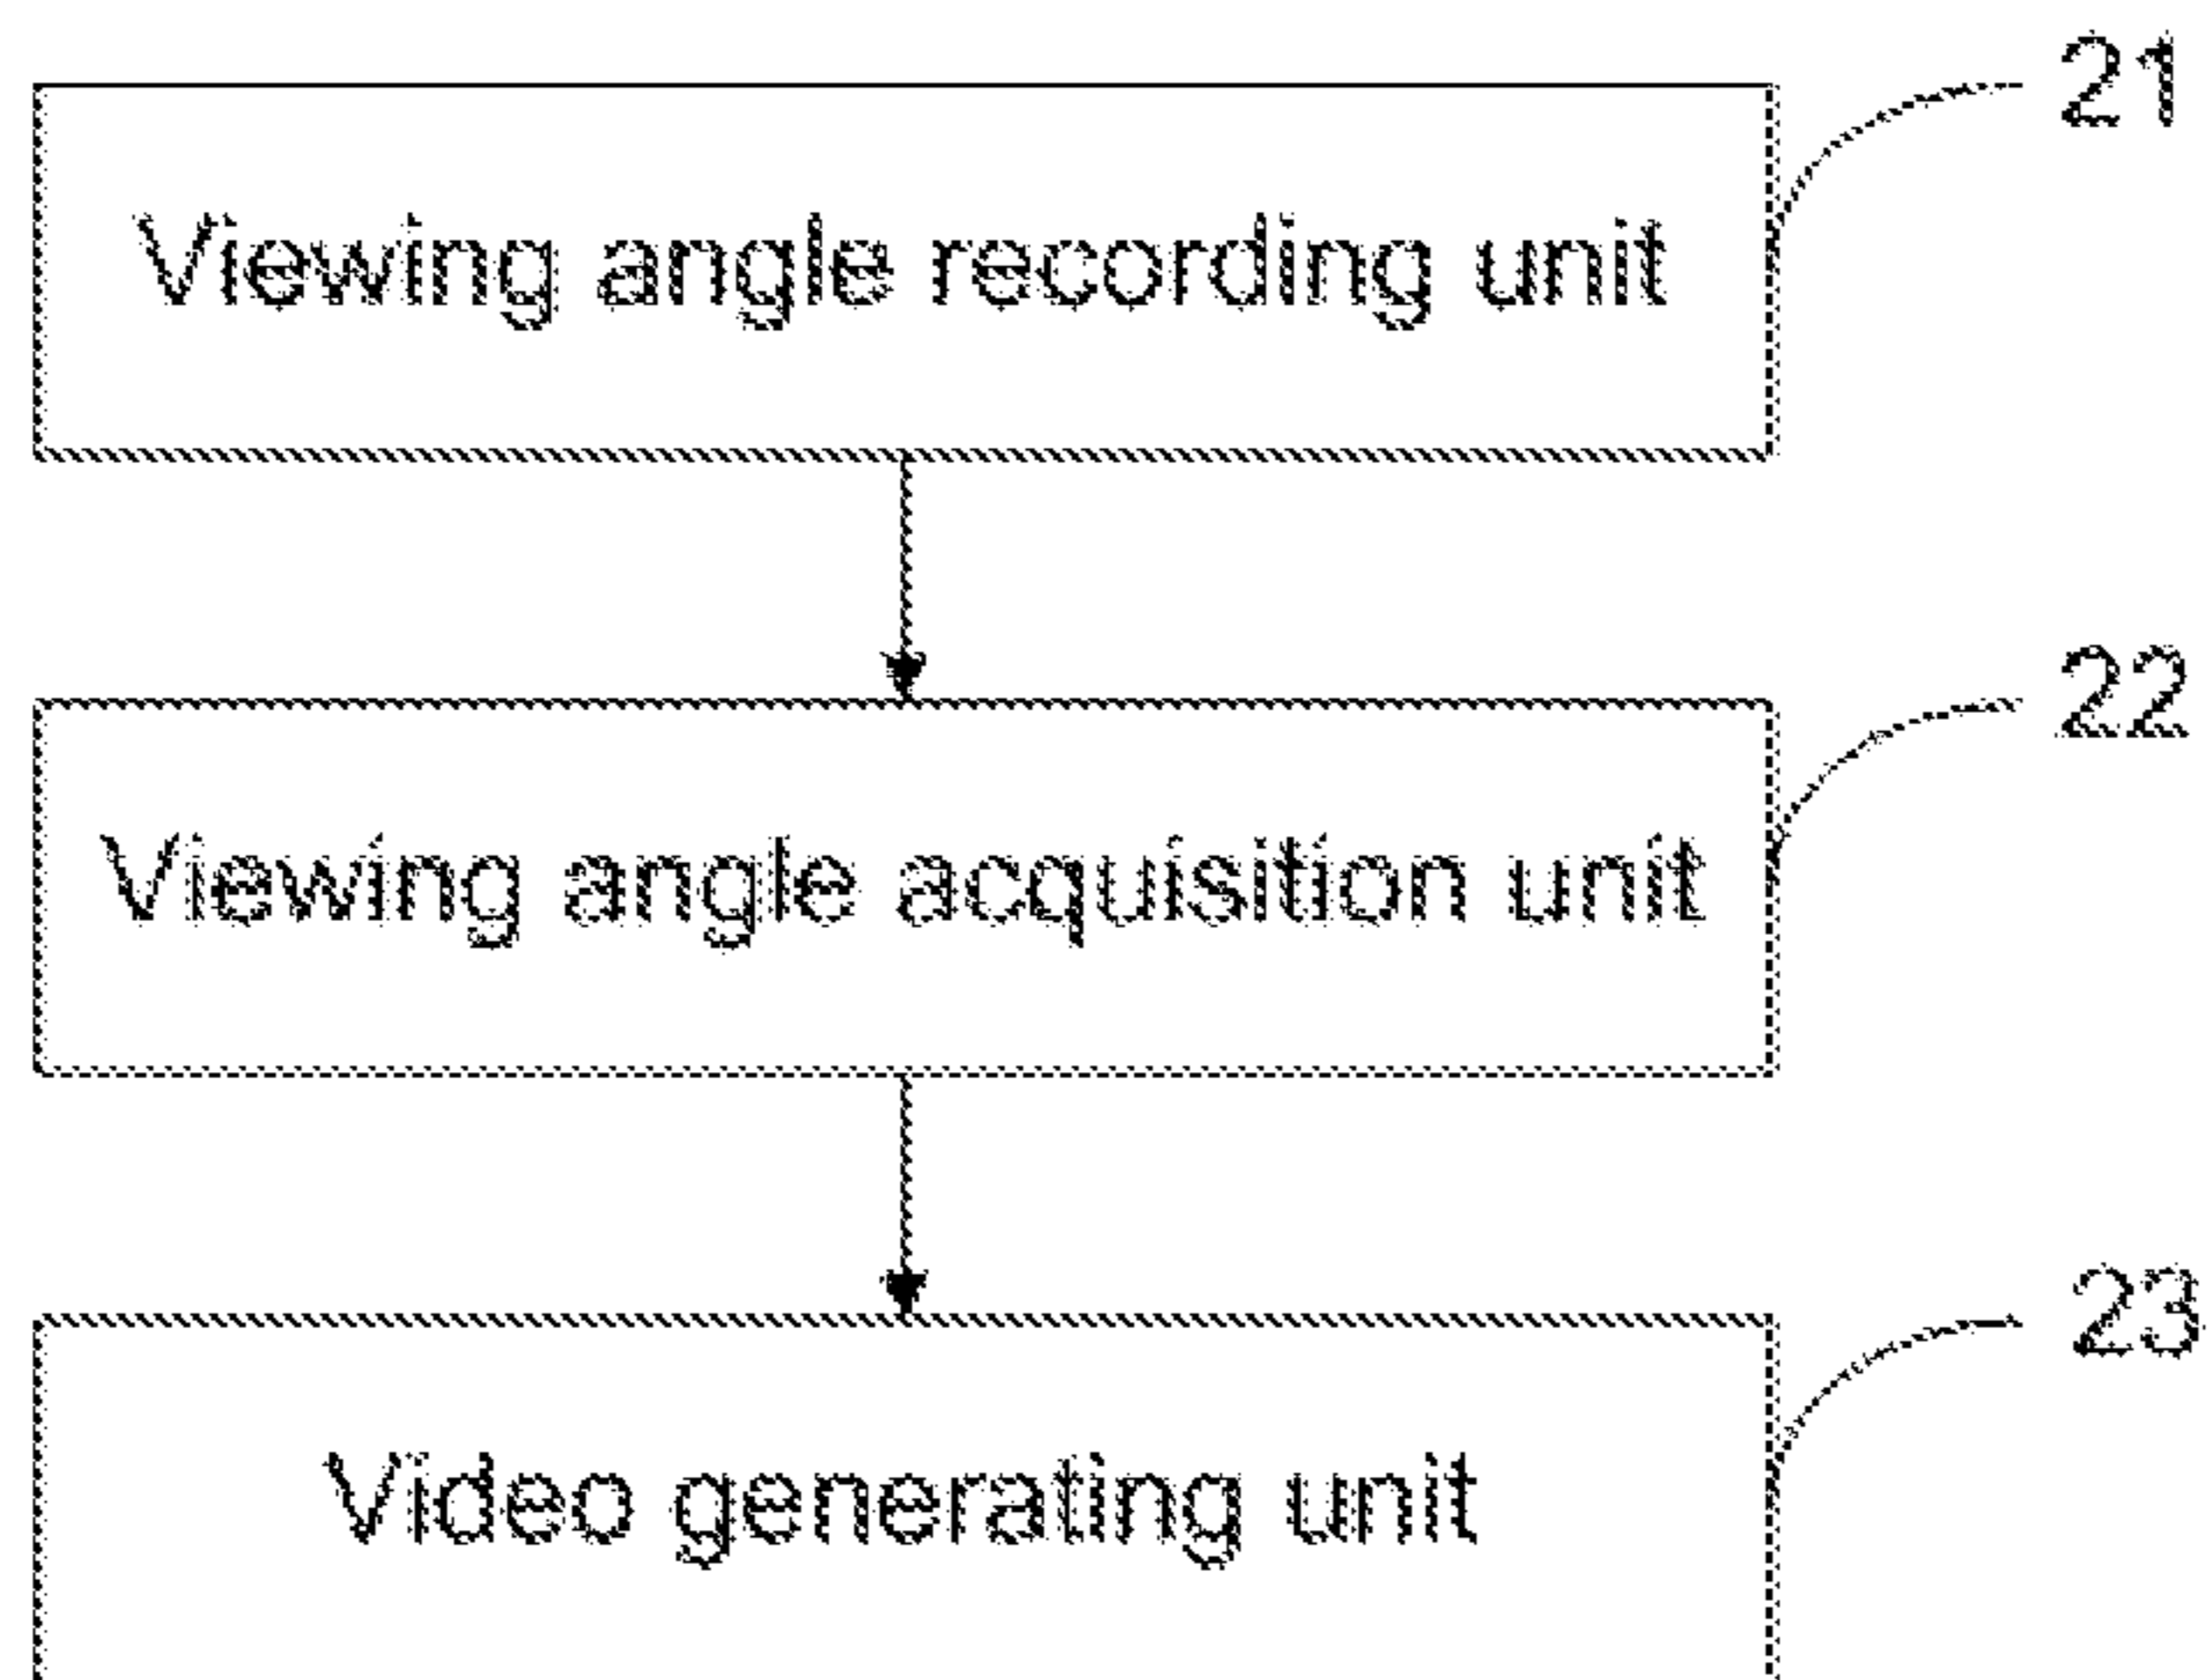 21
Viewing angle recording unit
22
Viewing angle acquisition unit
23
Video generating unit